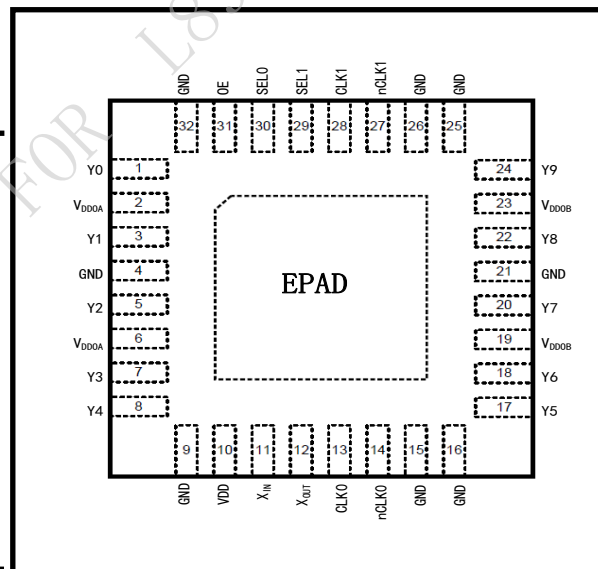 FOR L8
GND OE SEL0 SEL1 CLK1 nCLK1 GND GND
32 31 30 29 28 27 26 25
Y0 1 24 Y9
VDDOA 2 23 VDDOB
Y1 3 22 Y8
GND 4 21 GND
EPAD
Y2 5 20 Y7
VDDOA 6 19 VDDOB
Y3 7 18 Y6
Y4 8 17 Y5
9 10 11 12 13 14 15 16
GND VDD XIN XOUT CLK0 nCLK0 GND GND